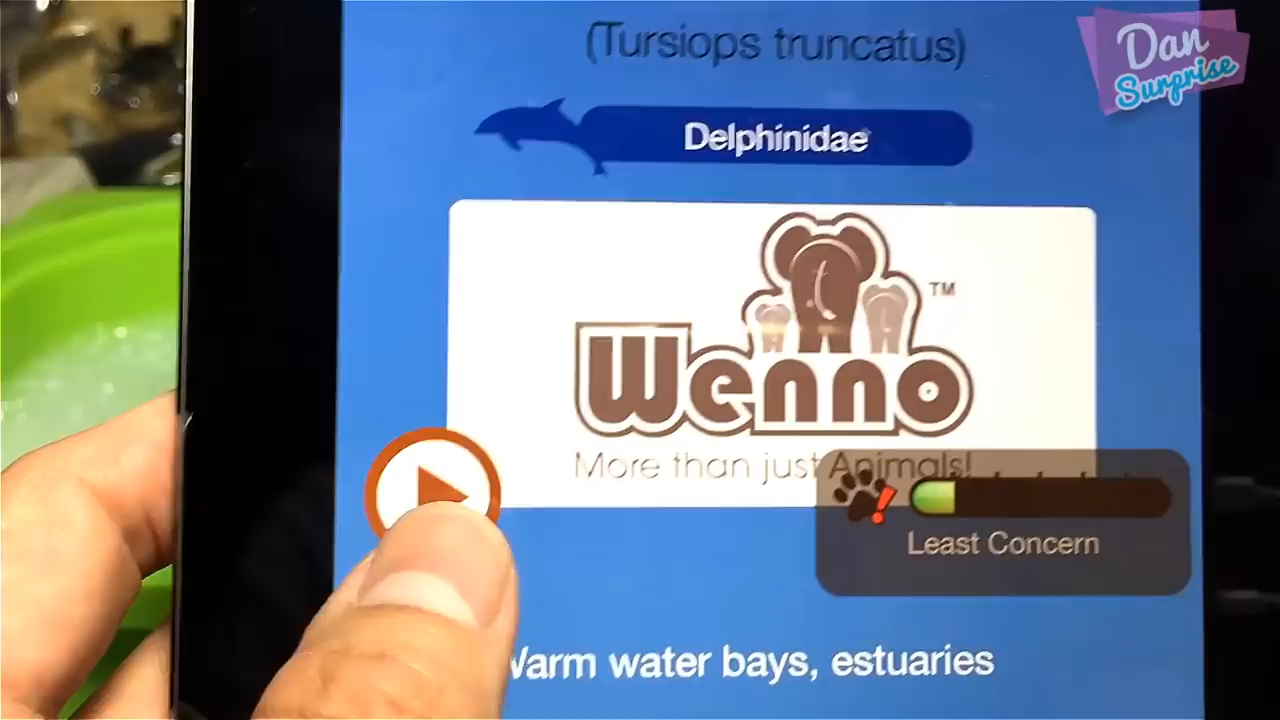 (Tursiops truncatus)
Dan
Surprise
Delphinidae
Wenno
TM
More than just Animals!
Least Concern
Warm water bays, estuaries